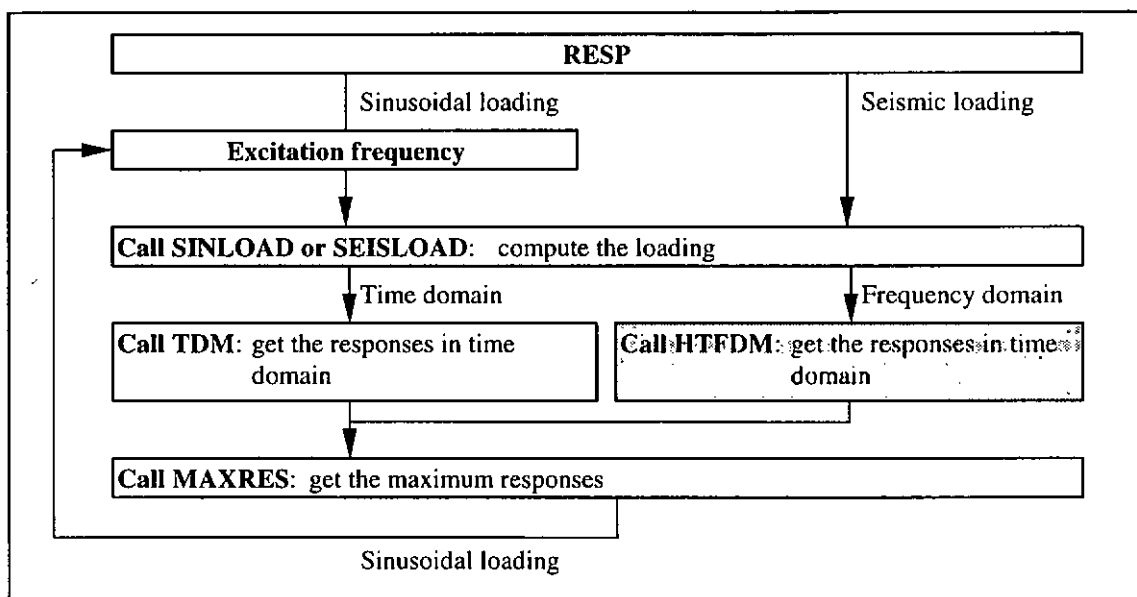 RESP
Sinusoidal loading
Seismic loading
Excitation frequency
Call SINLOAD or SEISLOAD: compute the loading
Time domain
Frequency domain
Call TDM: get the responses in time
domain
Call HTFDM: get the responses in time
domain
Call MAXRES: get the maximum responses
Sinusoidal loading